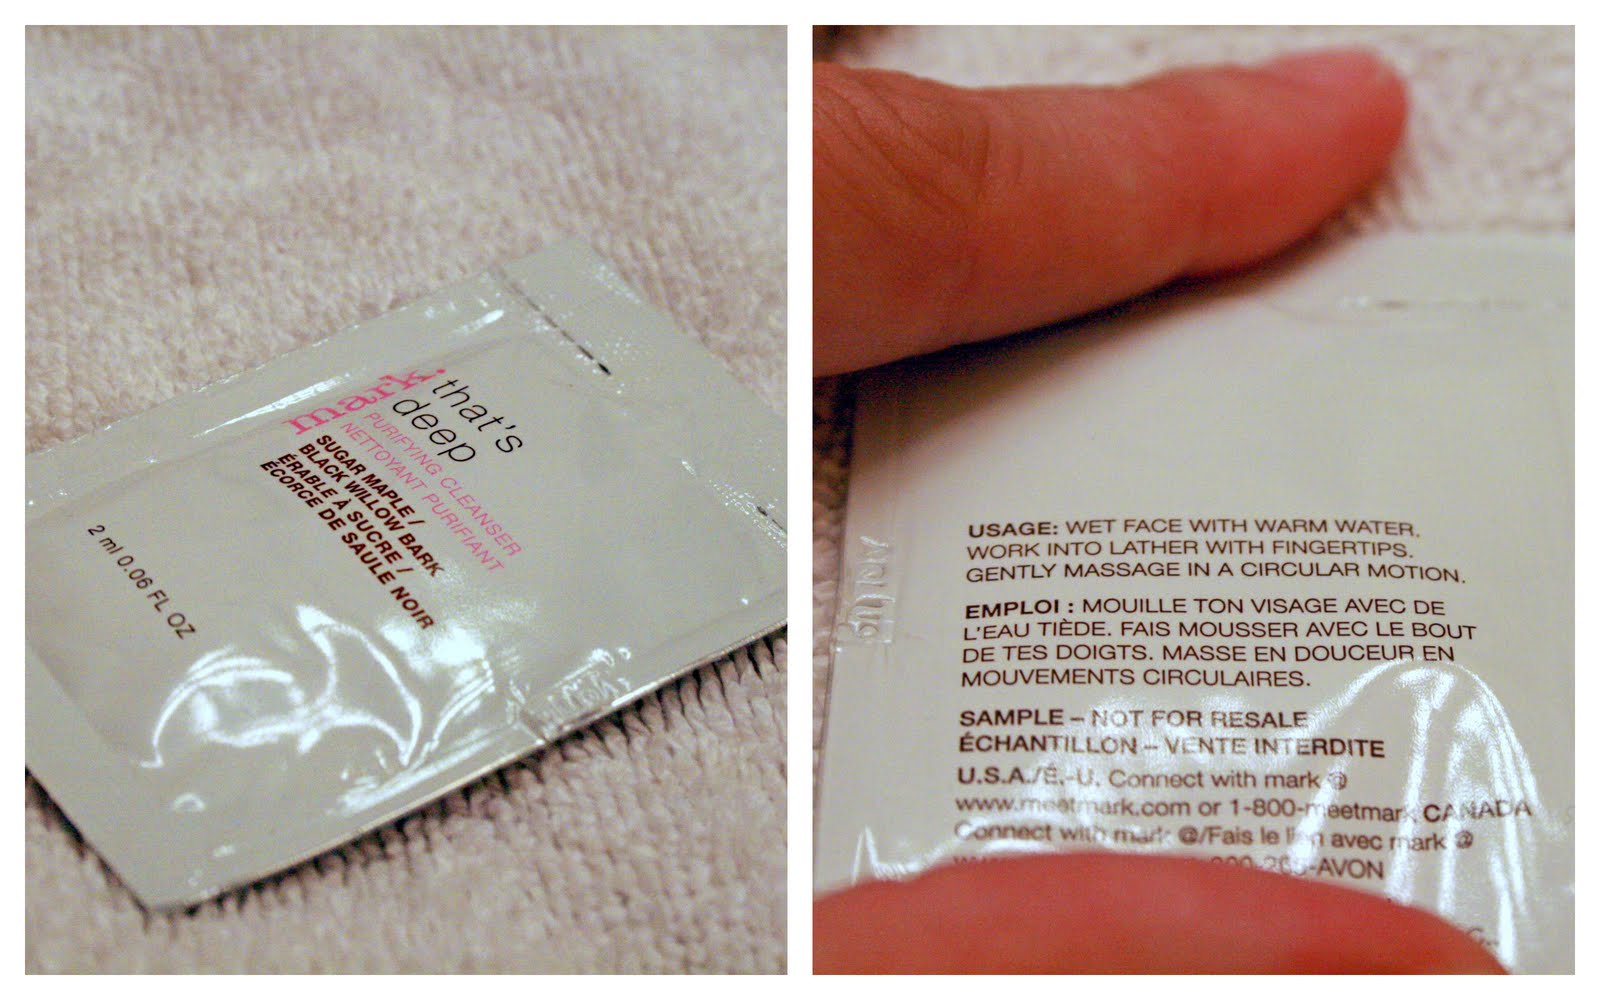 mark.
that's
deep
PURIFYING CLEANSER
NETTOYANT PURIFIANT
SUGAR MAPLE /
BLACK WILLOW BARK
ÉRABLE À SUCRE /
ÉCORCE DE SAULE NOIR
2 ml 0.06 FL OZ
USAGE: WET FACE WITH WARM WATER.
WORK INTO LATHER WITH FINGERTIPS.
GENTLY MASSAGE IN A CIRCULAR MOTION.
EMPLOI : MOUILLE TON VISAGE AVEC DE
L'EAU TIÈDE. FAIS MOUSSER AVEC LE BOUT
DE TES DOIGTS. MASSE EN DOUCEUR EN
MOUVEMENTS CIRCULAIRES.
SAMPLE – NOT FOR RESALE
ÉCHANTILLON – VENTE INTERDITE
U.S.A./É.-U. Connect with mark @
www.meetmark.com or 1-800-meetmark CANADA
Connect with mark @/Fais le lien avec mark @
AVON